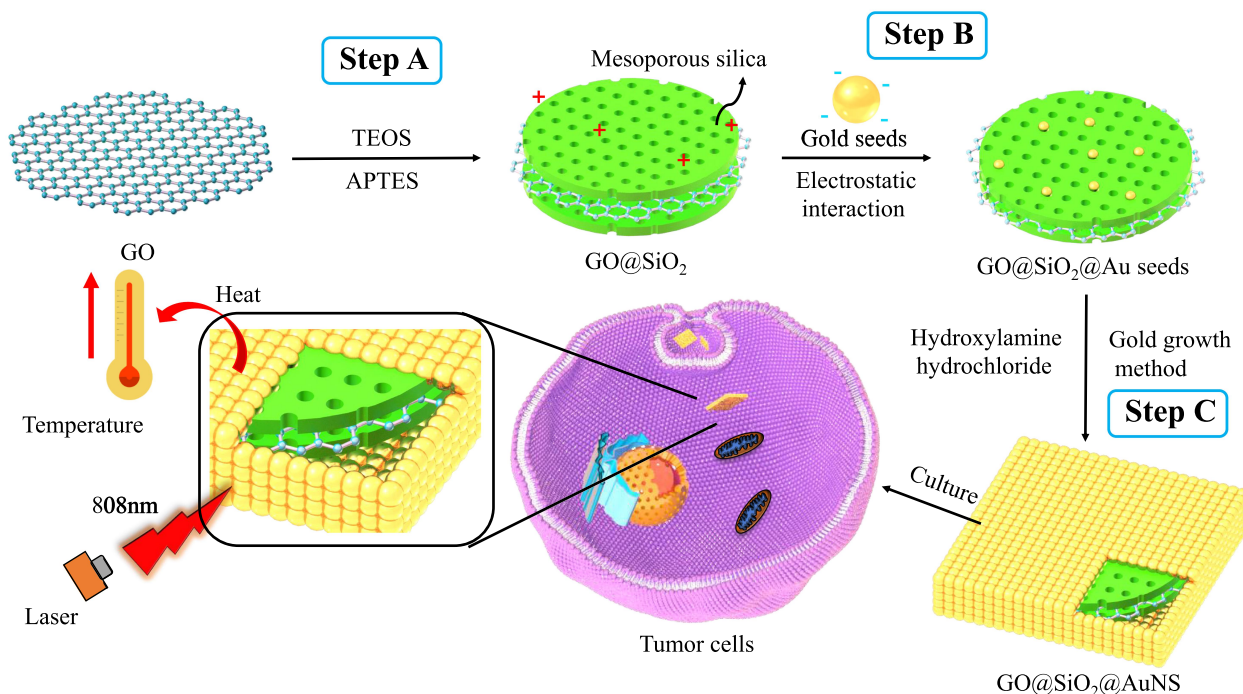 Step A
Step B
Mesoporous silica
TEOS
APTES
+
+
+
+
-
-
-
-
Gold seeds
Electrostatic
interaction
GO
GO@SiO₂
GO@SiO₂@Au seeds
Heat
Temperature
808nm
Laser
Tumor cells
Hydroxylamine
hydrochloride
Gold growth
method
Step C
Culture
GO@SiO₂@AuNS